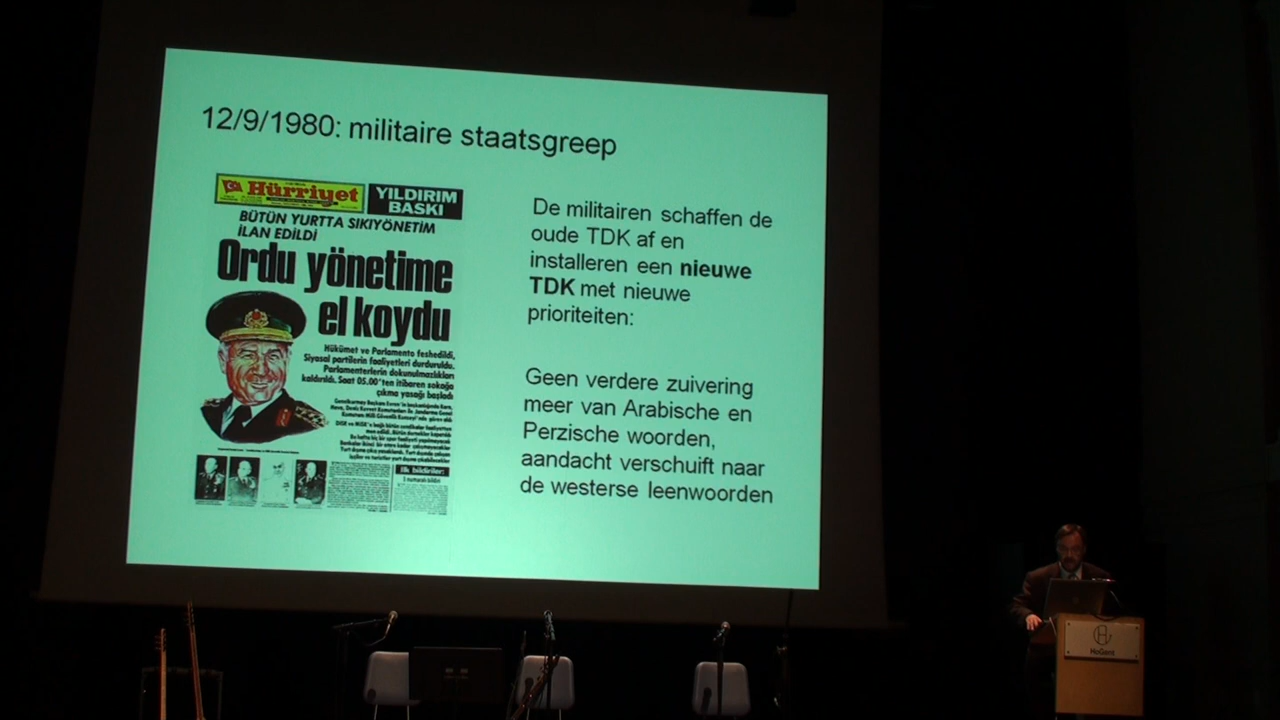 12/9/1980: militaire staatsgreep
Hürriyet
YILDIRIM
BASKI
BÜTÜN YURTTA SIKIYÖNETİM
İLAN EDİLDİ
Ordu yönetime
el koydu
Hükümet ve Parlamento feshedildi,
Siyasal partilerin faaliyetleri durduruldu.
Parlamenterlerin dokunulmazlıkları
kaldırıldı. Saat 05.00'ten itibaren sokağa
çıkma yasağı başladı
İlk bildiriler:
De militairen schaffen de
oude TDK af en
installeren een nieuwe
TDK met nieuwe
prioriteiten:
Geen verdere zuivering
meer van Arabische en
Perzische woorden,
aandacht verschuift naar
de westerse leenwoorden
HoGent